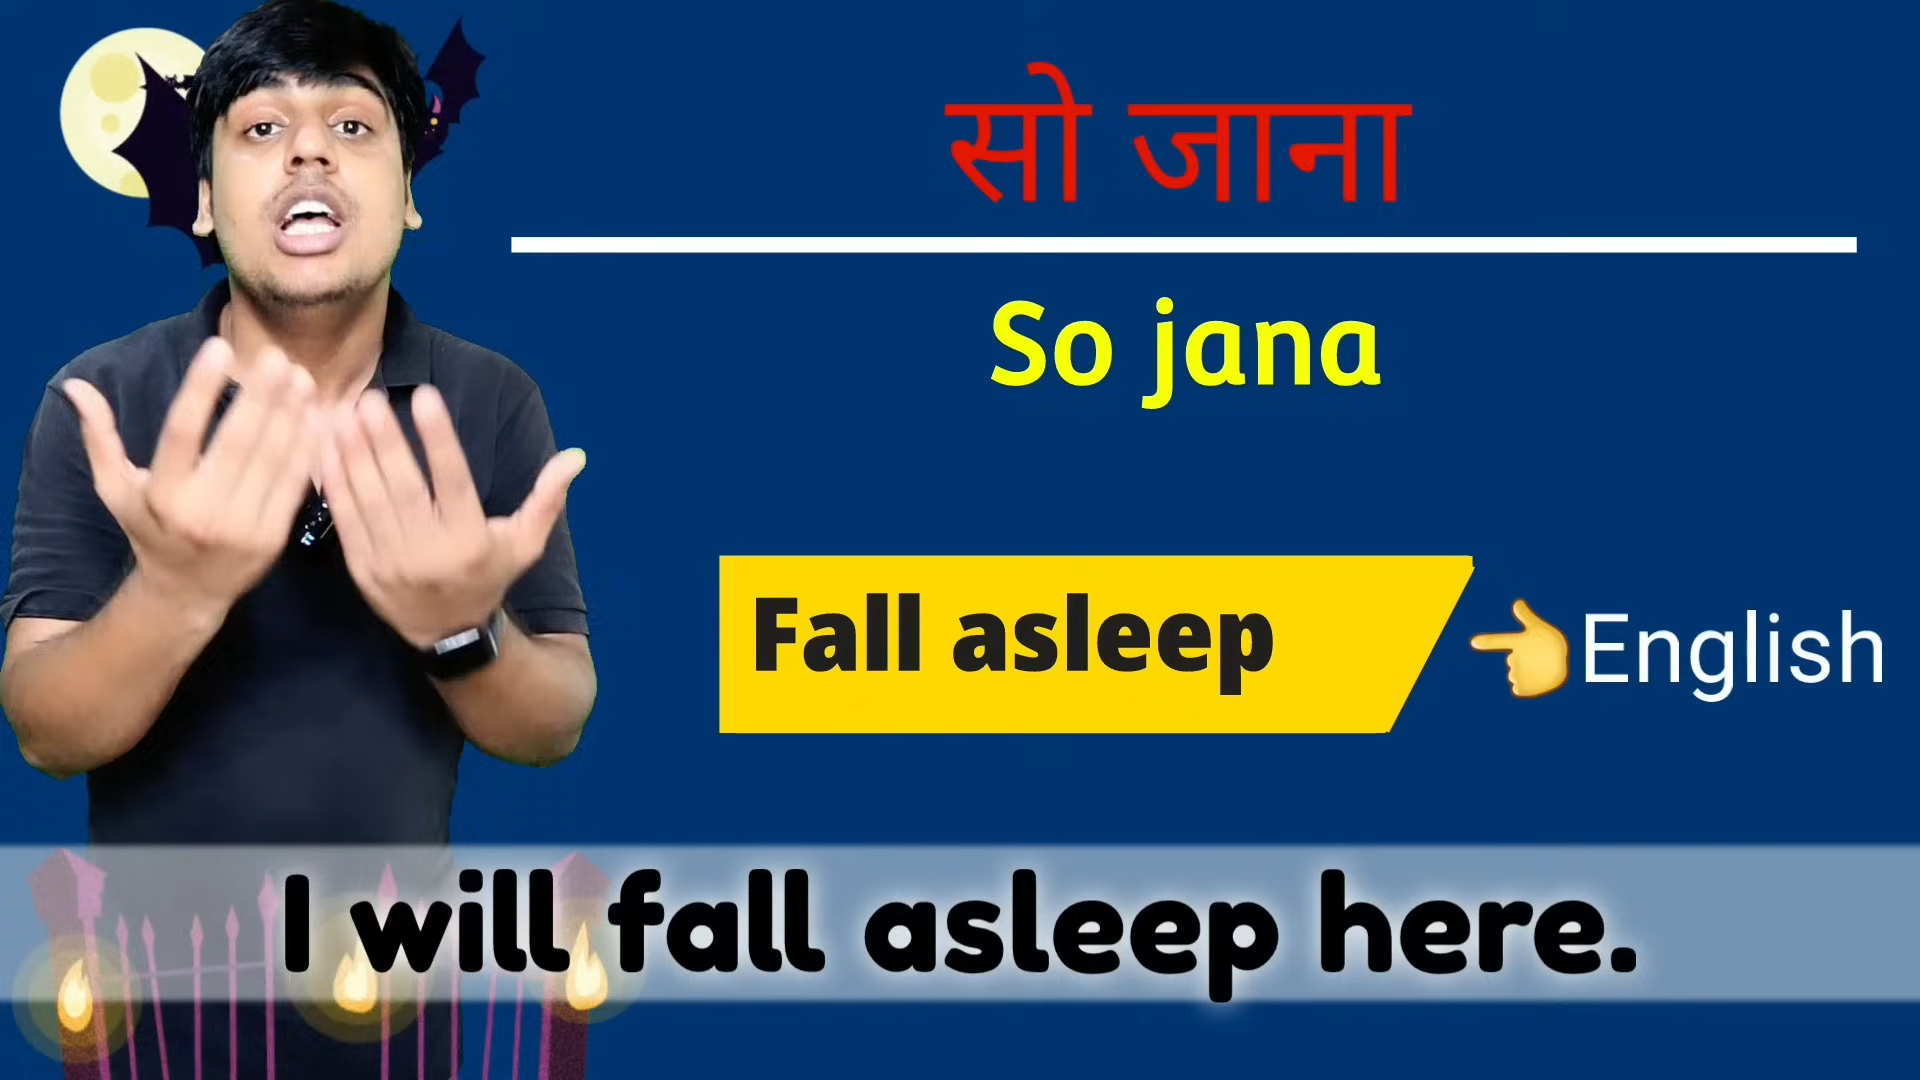 सो जाना
So jana
Fall asleep
English
I will fall asleep here.